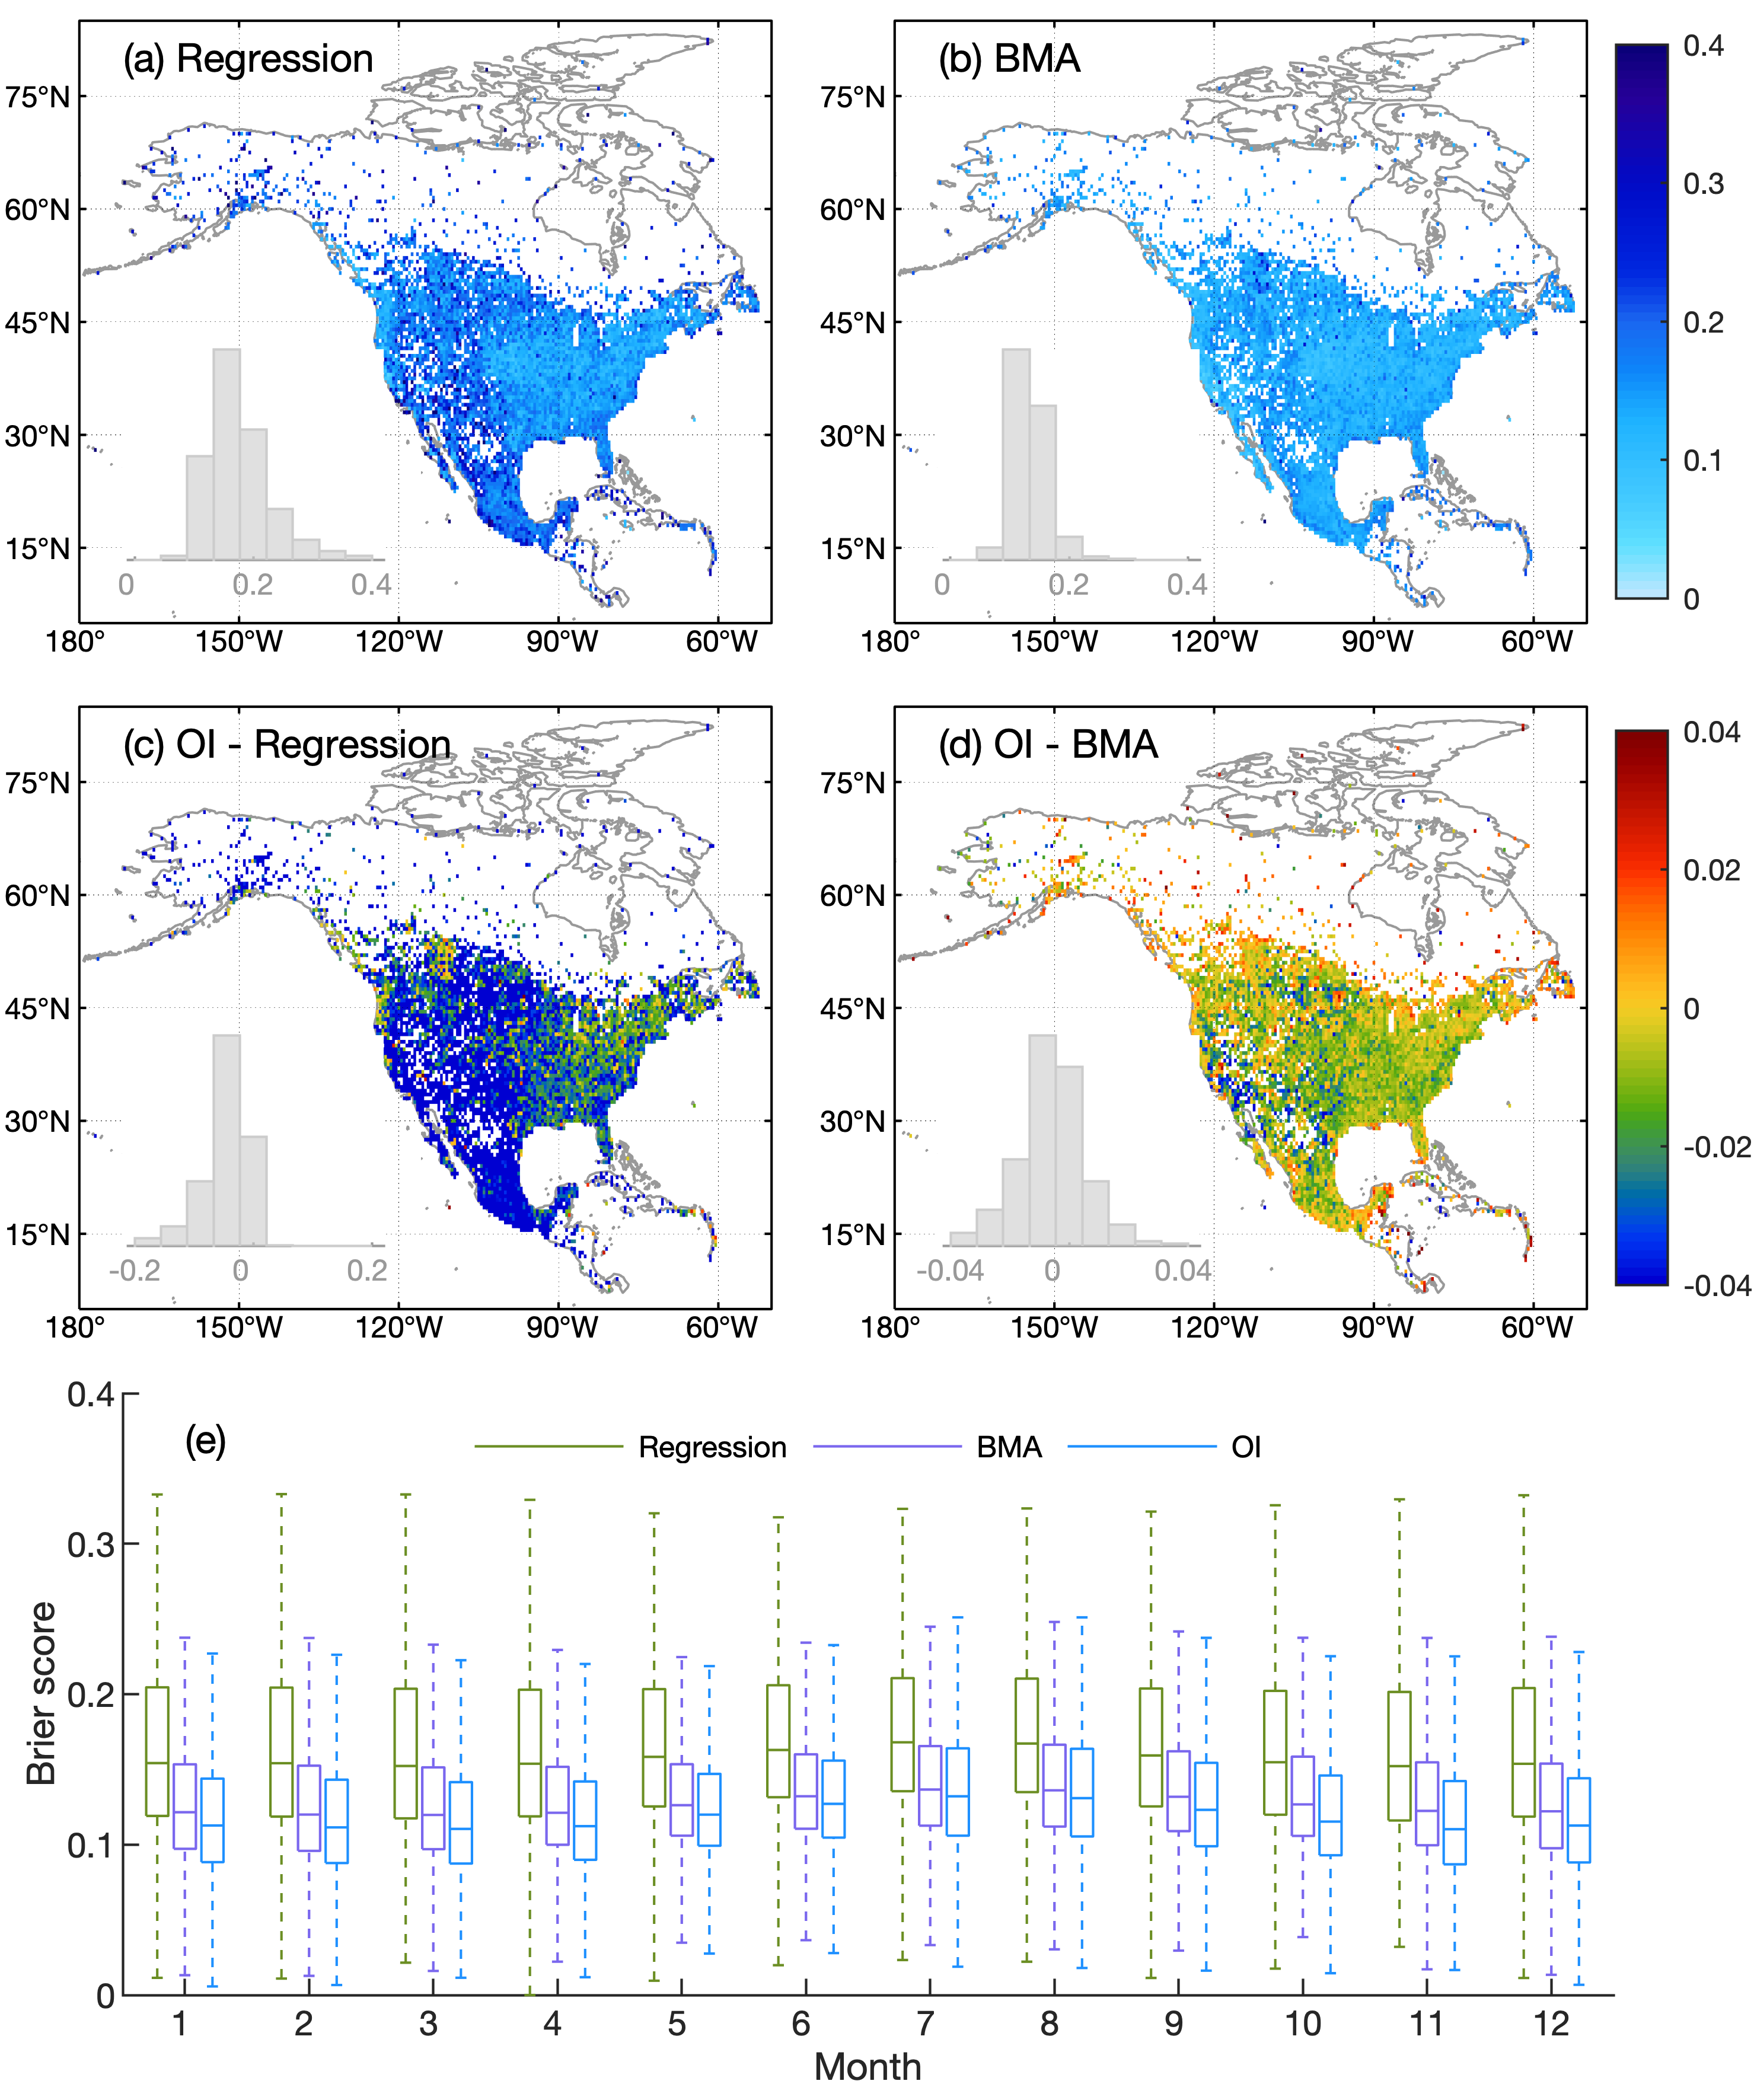 (a) Regression
(b) BMA
75°N
60°N
45°N
30°N
15°N
0 0.2 0.4
180° 150°W 120°W 90°W 60°W
75°N
60°N
45°N
30°N
15°N
0 0.2 0.4
180° 150°W 120°W 90°W 60°W
0.4
0.3
0.2
0.1
0
(c) OI - Regression
(d) OI - BMA
75°N
60°N
45°N
30°N
15°N
-0.2 0 0.2
180° 150°W 120°W 90°W 60°W
75°N
60°N
45°N
30°N
15°N
-0.04 0 0.04
180° 150°W 120°W 90°W 60°W
0.04
0.02
0
-0.02
-0.04
(e)
Regression BMA OI
Brier score
0.4
0.3
0.2
0.1
0
1 2 3 4 5 6 7 8 9 10 11 12
Month